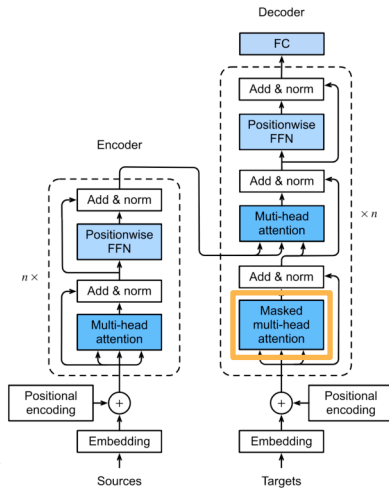 Decoder
FC
Add & norm
Positionwise
FFN
Add & norm
Muti-head
attention
× n
Add & norm
Masked
multi-head
attention
Positional
encoding
Embedding
Targets
Encoder
Add & norm
Positionwise
FFN
n ×
Add & norm
Multi-head
attention
Positional
encoding
+
Embedding
Sources
+